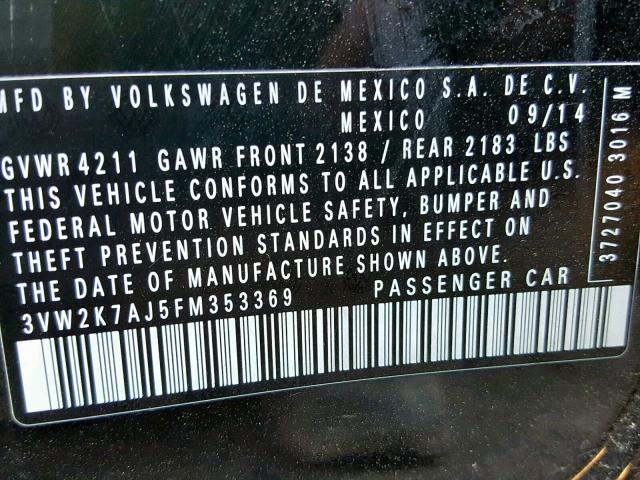 MFD BY VOLKSWAGEN DE MEXICO S.A. DE C.V.
MEXICO 09/14
GVWR 4211 GAWR FRONT 2138 / REAR 2183 LBS
THIS VEHICLE CONFORMS TO ALL APPLICABLE U.S.
FEDERAL MOTOR VEHICLE SAFETY, BUMPER AND
THEFT PREVENTION STANDARDS IN EFFECT ON
THE DATE OF MANUFACTURE SHOWN ABOVE.
3VW2K7AJ5FM353369 PASSENGER CAR
3727040 3016 M